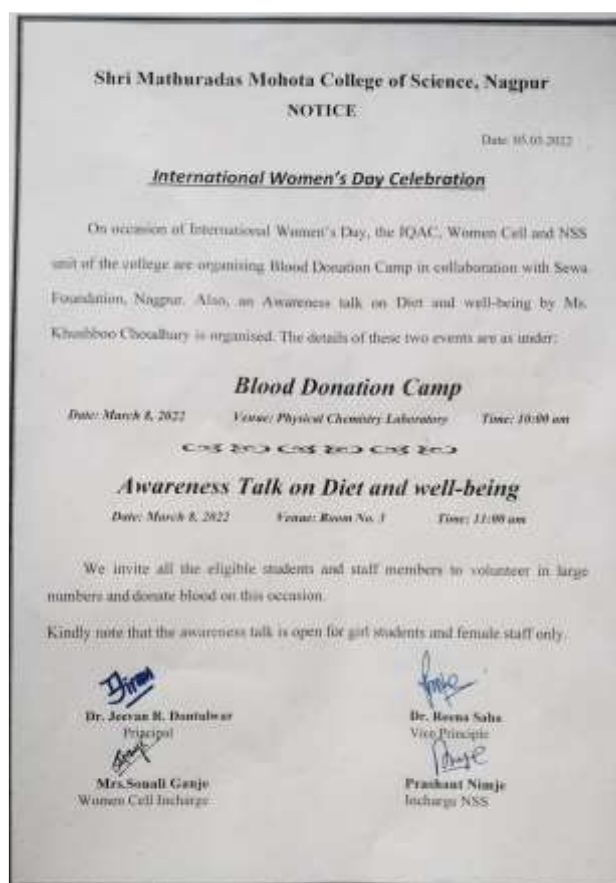 Shri Mathuradas Mohota College of Science, Nagpur
NOTICE
Date: 05.03.2022
International Women's Day Celebration
On occasion of International Women's Day, the IQAC, Women Cell and NSS
unit of the college are organising Blood Donation Camp in collaboration with Sewa
Foundation, Nagpur. Also, an Awareness talk on Diet and well-being by Ms.
Khushboo Choudhary is organised. The details of these two events are as under:
Blood Donation Camp
Date: March 8, 2022 Venue: Physical Chemistry Laboratory Time: 10:00 am
Awareness Talk on Diet and well-being
Date: March 8, 2022 Venue: Room No. 3 Time: 11:00 am
We invite all the eligible students and staff members to volunteer in large
numbers and donate blood on this occasion.
Kindly note that the awareness talk is open for girl students and female staff only.
Dr. Jeevan R. Dontulwar Dr. Reena Saha
Principal Vice Principle
Mrs.Sonali Ganje Prashant Nimje
Women Cell Incharge Incharge NSS